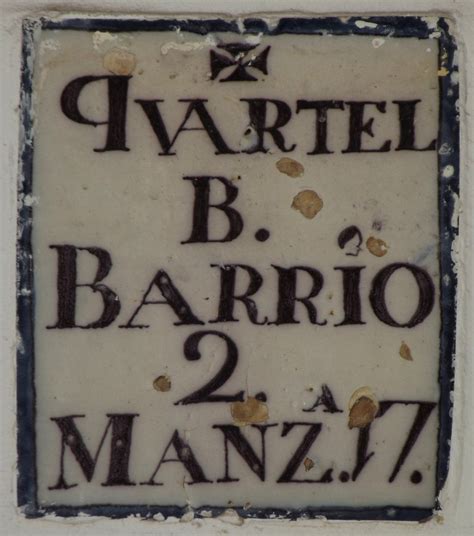 ✠
QVARTEL
B.
BARRIO
2.
MANZ.ᴬ 17.